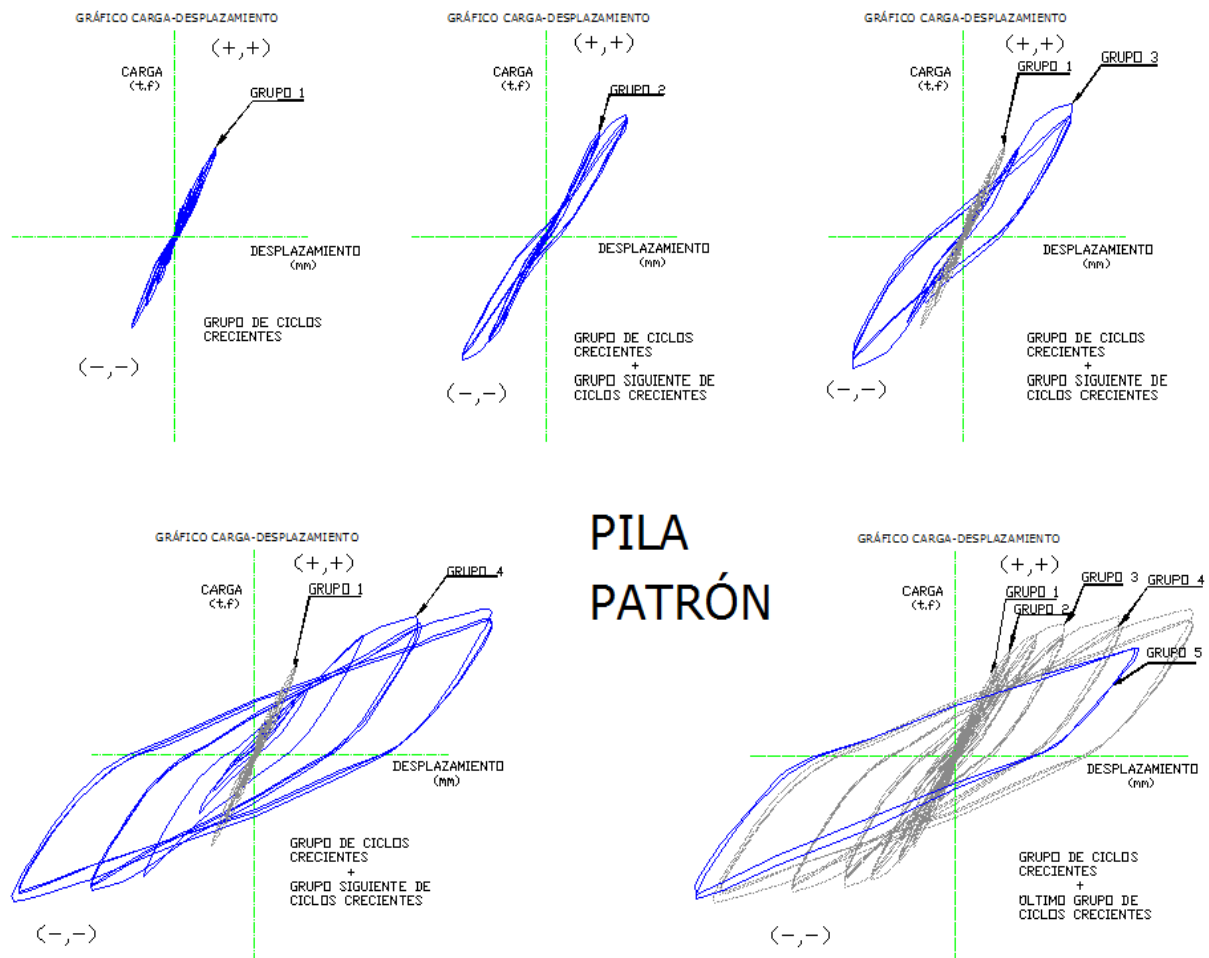 GRÁFICO CARGA-DESPLAZAMIENTO
(+,+)
CARGA
(t.f)
GRUPO 1
DESPLAZAMIENTO
(mm)
GRUPO DE CICLOS
CRECIENTES
(-,-)
GRÁFICO CARGA-DESPLAZAMIENTO
(+,+)
CARGA
(t.f)
GRUPO 2
DESPLAZAMIENTO
(mm)
GRUPO DE CICLOS
CRECIENTES
+
GRUPO SIGUIENTE DE
CICLOS CRECIENTES
(-,-)
GRÁFICO CARGA-DESPLAZAMIENTO
(+,+)
CARGA
(t.f)
GRUPO 1
GRUPO 3
DESPLAZAMIENTO
(mm)
GRUPO DE CICLOS
CRECIENTES
+
GRUPO SIGUIENTE DE
CICLOS CRECIENTES
(-,-)
PILA
PATRÓN
GRÁFICO CARGA-DESPLAZAMIENTO
(+,+)
CARGA
(t.f)
GRUPO 1
GRUPO 4
DESPLAZAMIENTO
(mm)
GRUPO DE CICLOS
CRECIENTES
+
GRUPO SIGUIENTE DE
CICLOS CRECIENTES
(-,-)
GRÁFICO CARGA-DESPLAZAMIENTO
(+,+)
CARGA
(t.f)
GRUPO 1
GRUPO 2
GRUPO 3
GRUPO 4
GRUPO 5
DESPLAZAMIENTO
(mm)
GRUPO DE CICLOS
CRECIENTES
+
ÚLTIMO GRUPO DE
CICLOS CRECIENTES
(-,-)